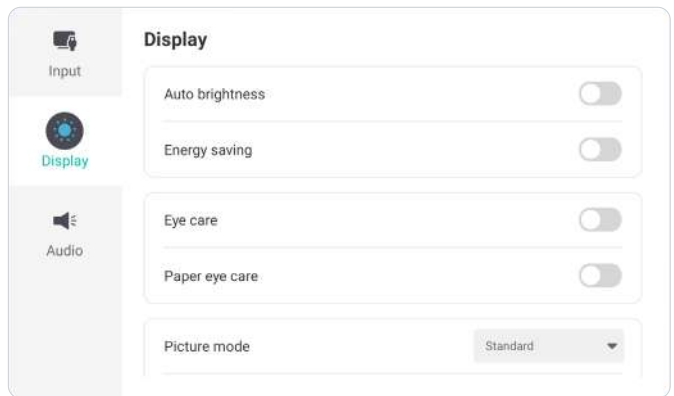 Input
Display
Audio
Display
Auto brightness
Energy saving
Eye care
Paper eye care
Picture mode
Standard